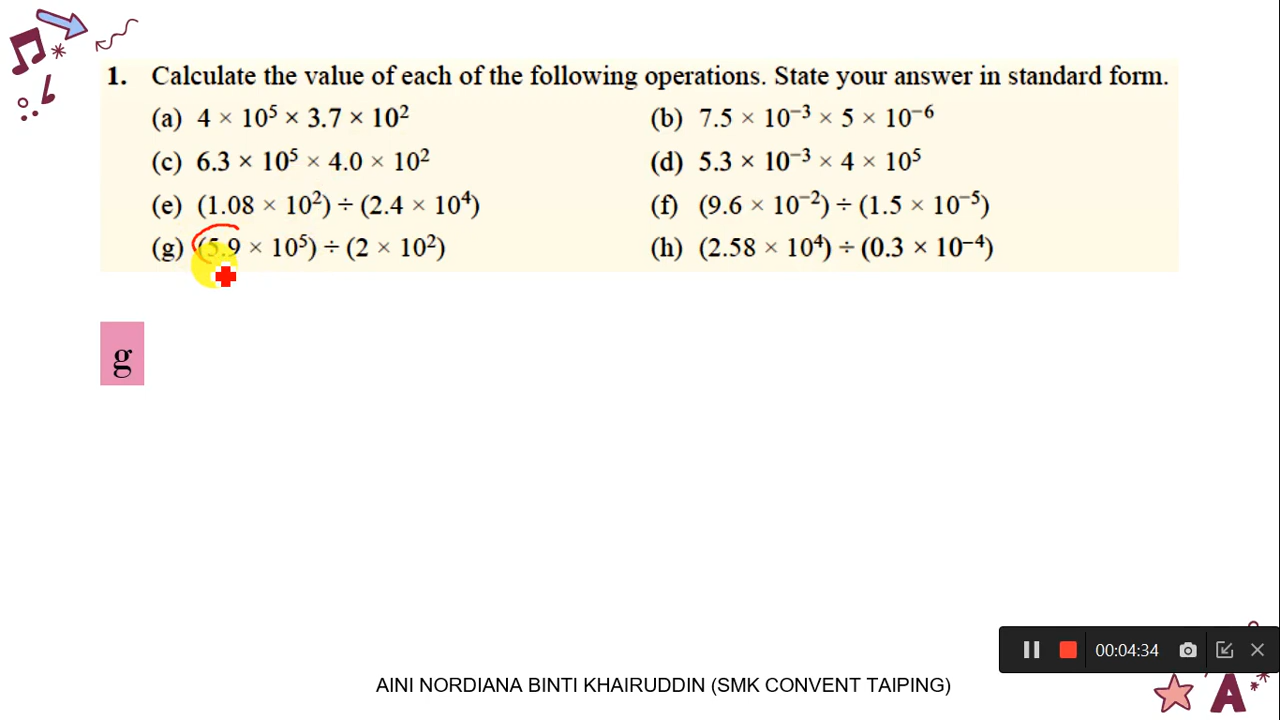 1. Calculate the value of each of the following operations. State your answer in standard form.
(a) 4 × 10⁵ × 3.7 × 10² (b) 7.5 × 10⁻³ × 5 × 10⁻⁶
(c) 6.3 × 10⁵ × 4.0 × 10² (d) 5.3 × 10⁻³ × 4 × 10⁵
(e) (1.08 × 10²) ÷ (2.4 × 10⁴) (f) (9.6 × 10⁻²) ÷ (1.5 × 10⁻⁵)
(g) (5.9 × 10⁵) ÷ (2 × 10²) (h) (2.58 × 10⁴) ÷ (0.3 × 10⁻⁴)
g
00:04:34
A
AINI NORDIANA BINTI KHAIRUDDIN (SMK CONVENT TAIPING)